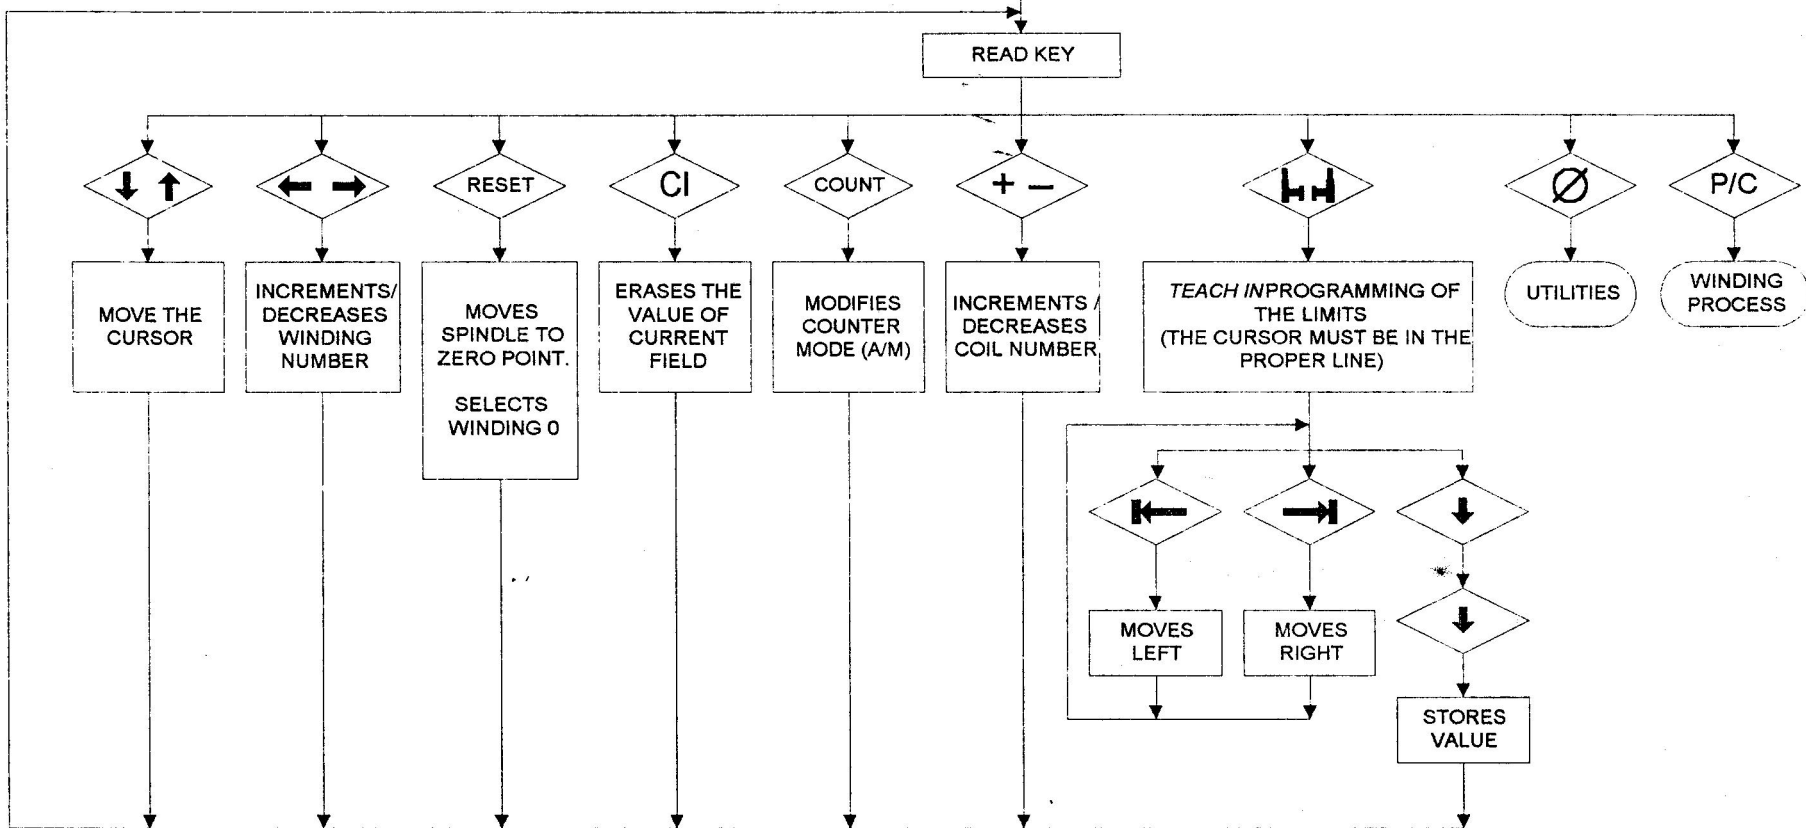 READ KEY
RESET
Cl
COUNT
+ −
Ø
P/C
MOVE THE
CURSOR
INCREMENTS/
DECREASES
WINDING
NUMBER
MOVES
SPINDLE TO
ZERO POINT.
SELECTS
WINDING 0
ERASES THE
VALUE OF
CURRENT
FIELD
MODIFIES
COUNTER
MODE (A/M)
INCREMENTS /
DECREASES
COIL NUMBER
TEACH INPROGRAMMING OF
THE LIMITS
(THE CURSOR MUST BE IN THE
PROPER LINE)
UTILITIES
WINDING
PROCESS
MOVES
LEFT
MOVES
RIGHT
STORES
VALUE